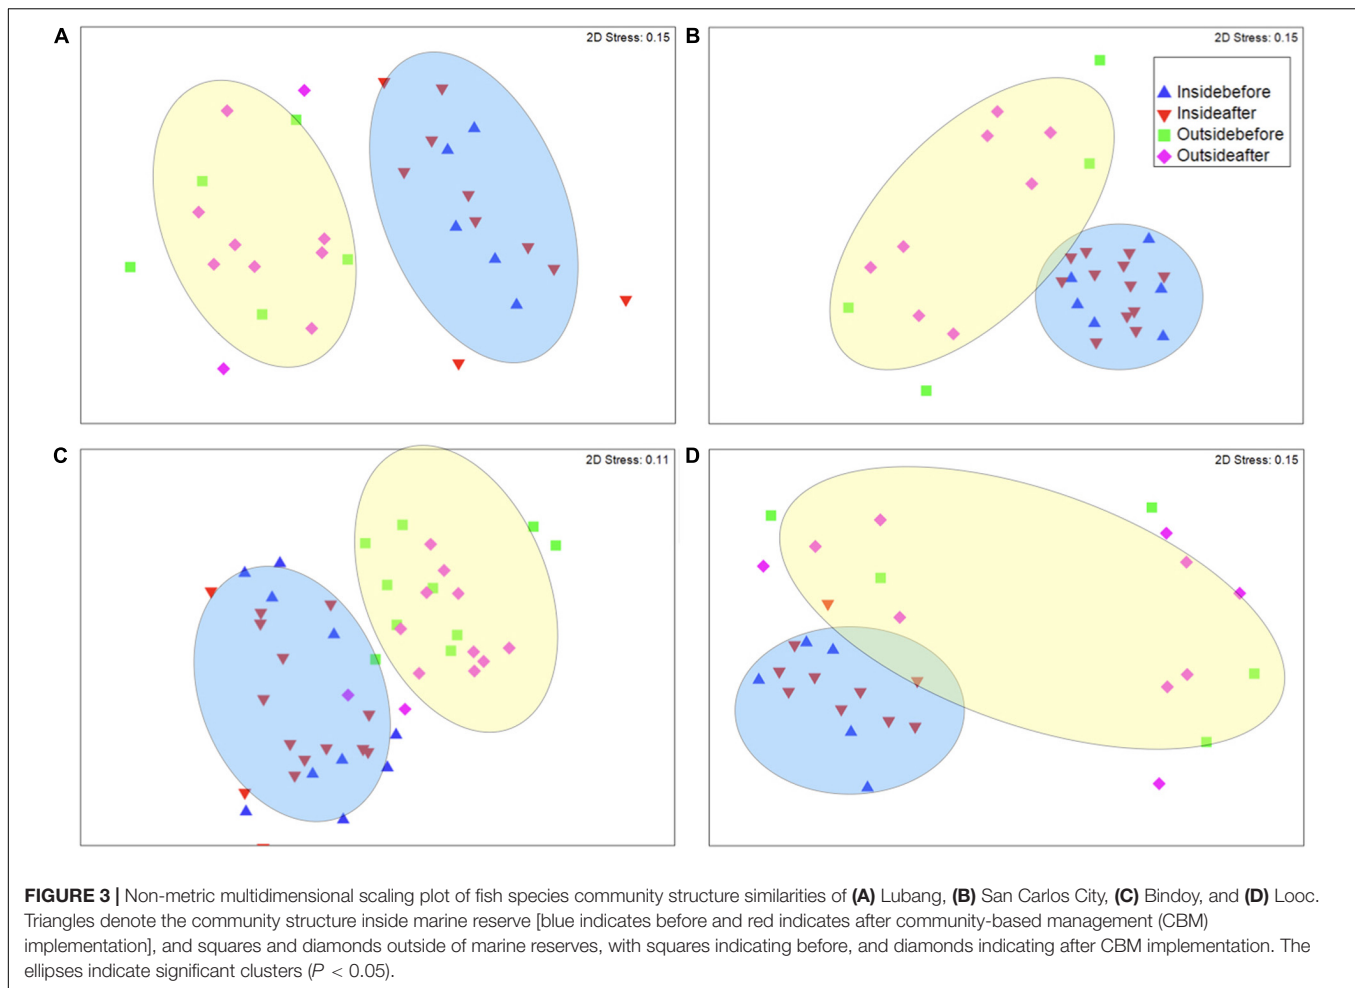 A
2D Stress: 0.15
B
2D Stress: 0.15
Insidebefore
Insideafter
Outsidebefore
Outsideafter
C
2D Stress: 0.11
D
2D Stress: 0.15
FIGURE 3 | Non-metric multidimensional scaling plot of fish species community structure similarities of (A) Lubang, (B) San Carlos City, (C) Bindoy, and (D) Looc.
Triangles denote the community structure inside marine reserve [blue indicates before and red indicates after community-based management (CBM)
implementation], and squares and diamonds outside of marine reserves, with squares indicating before, and diamonds indicating after CBM implementation. The
ellipses indicate significant clusters (P < 0.05).